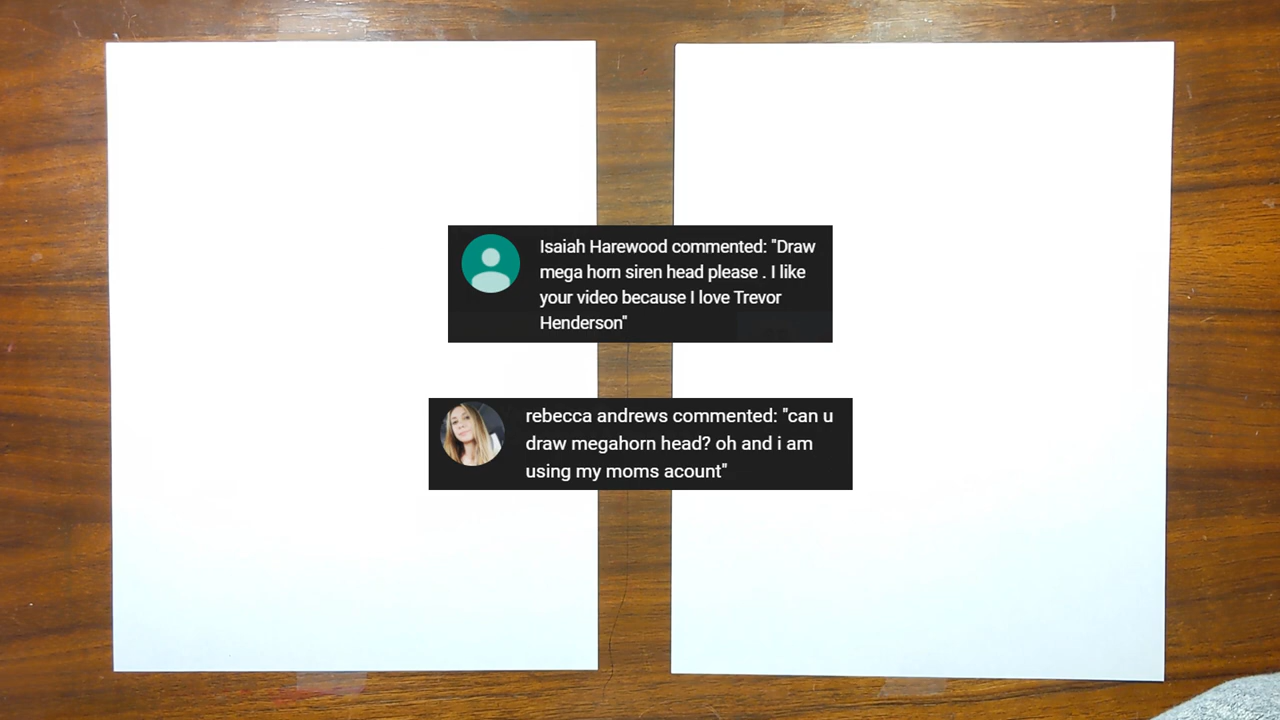 Isaiah Harewood commented: "Draw
mega horn siren head please . I like
your video because I love Trevor
Henderson"
rebecca andrews commented: "can u
draw megahorn head? oh and i am
using my moms acount"